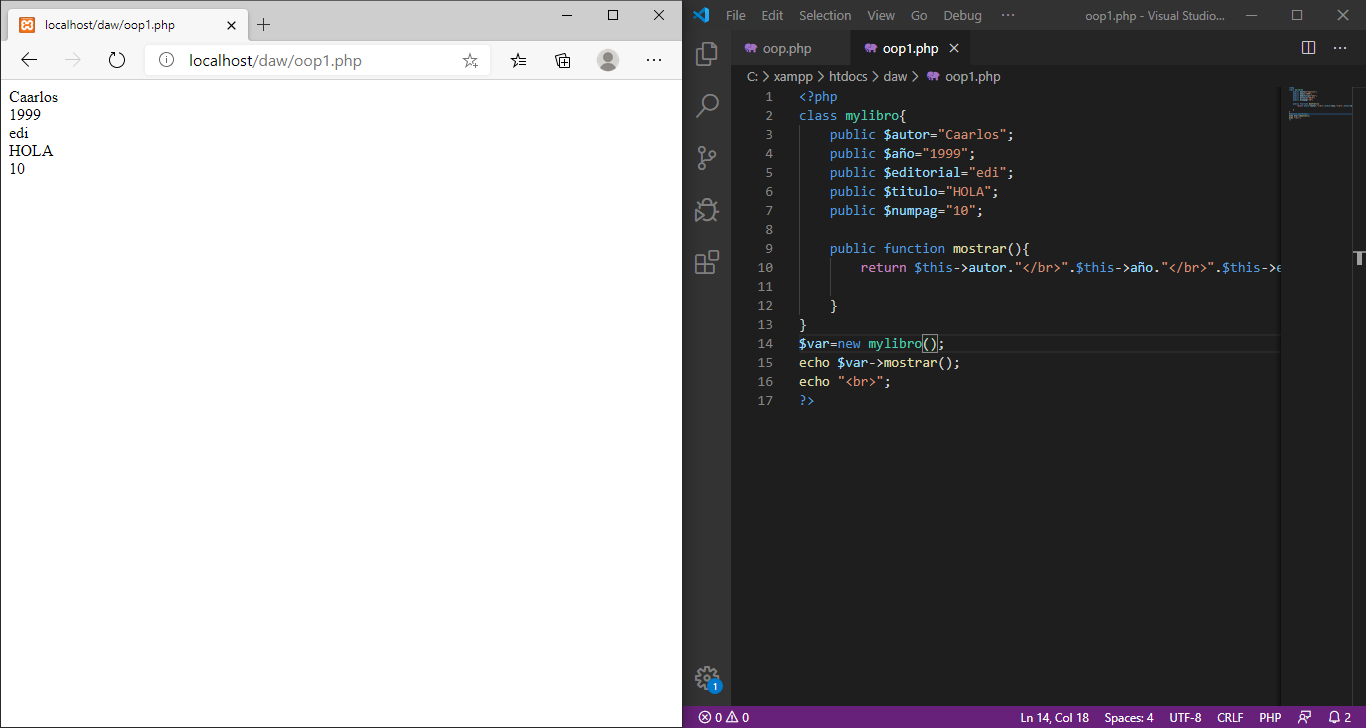 localhost/daw/oop1.php
localhost/daw/oop1.php
Caarlos
1999
edi
HOLA
10
File Edit Selection View Go Debug ··· oop1.php - Visual Studio...
oop.php oop1.php
C: > xampp > htdocs > daw > oop1.php
1 <?php
2 class mylibro{
3 public $autor="Caarlos";
4 public $año="1999";
5 public $editorial="edi";
6 public $titulo="HOLA";
7 public $numpag="10";
8
9 public function mostrar(){
10 return $this->autor."</br>".$this->año."</br>".$this->e
11
12 }
13 }
14 $var=new mylibro();
15 echo $var->mostrar();
16 echo "<br>";
17 ?>
1
0 0 Ln 14, Col 18 Spaces: 4 UTF-8 CRLF PHP 2